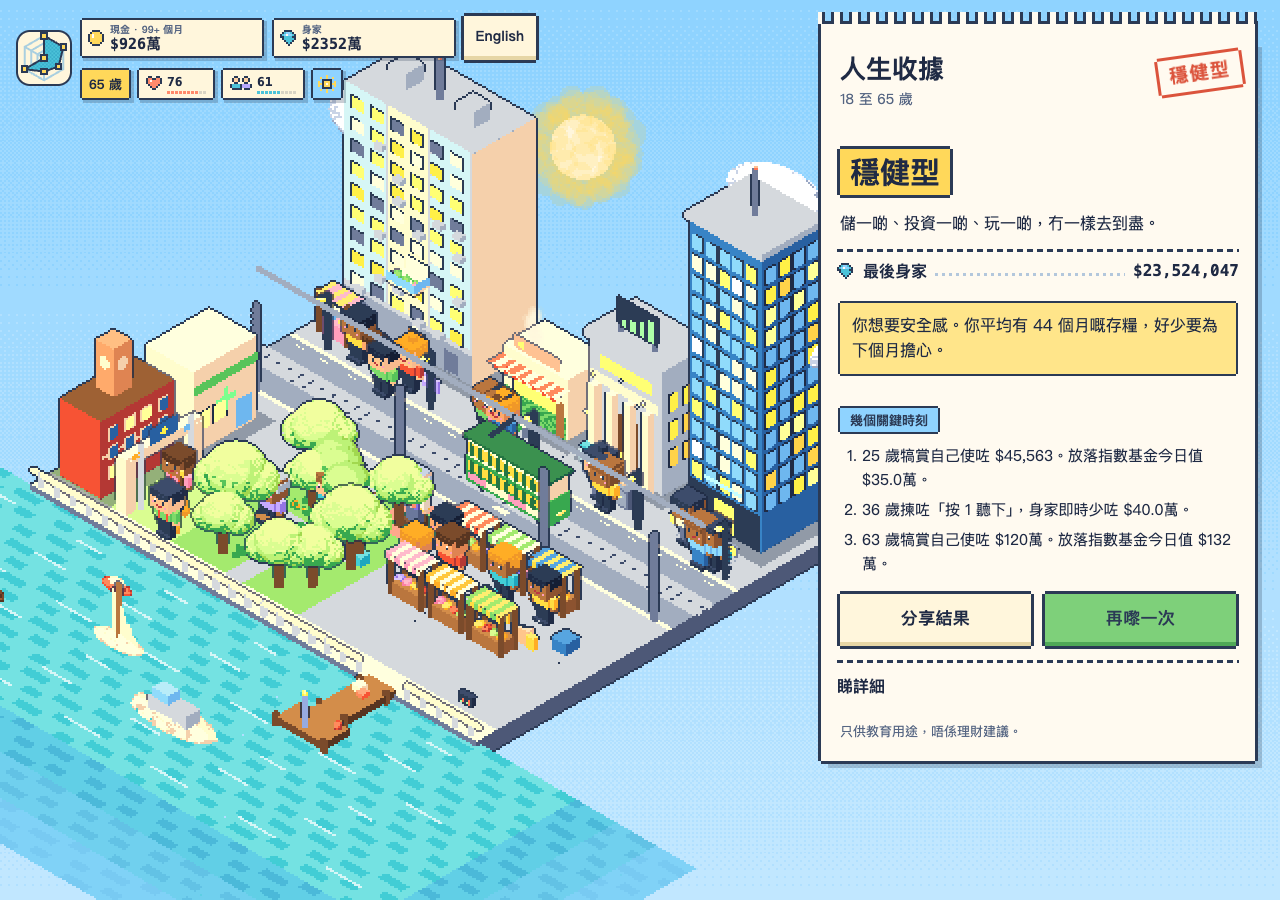 現金 · 99+ 個月
$926萬
身家
$2352萬
English
65 歲
76
61
人生收據
18 至 65 歲
穩健型
穩健型
儲一啲、投資一啲、玩一啲，冇一樣去到盡。
最後身家
$23,524,047
你想要安全感。你平均有 44 個月嘅存糧，好少要為
下個月擔心。
幾個關鍵時刻
1. 25 歲犒賞自己使咗 $45,563。放落指數基金今日值
$35.0萬。
2. 36 歲揀咗「按 1 聽下」，身家即時少咗 $40.0萬。
3. 63 歲犒賞自己使咗 $120萬。放落指數基金今日值 $132
萬。
分享結果
再嚟一次
睇詳細
只供教育用途，唔係理財建議。